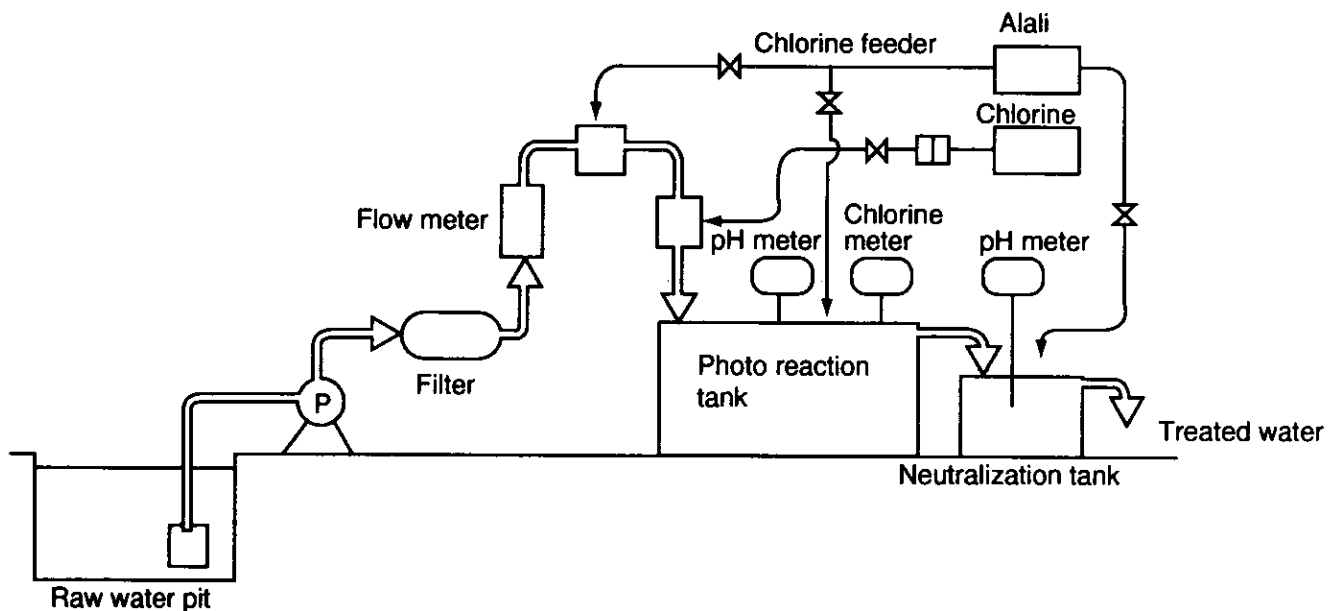 Alali
Chlorine feeder
Chlorine
Flow meter
pH meter
Chlorine
meter
pH meter
Filter
Photo reaction
tank
P
Treated water
Neutralization tank
Raw water pit